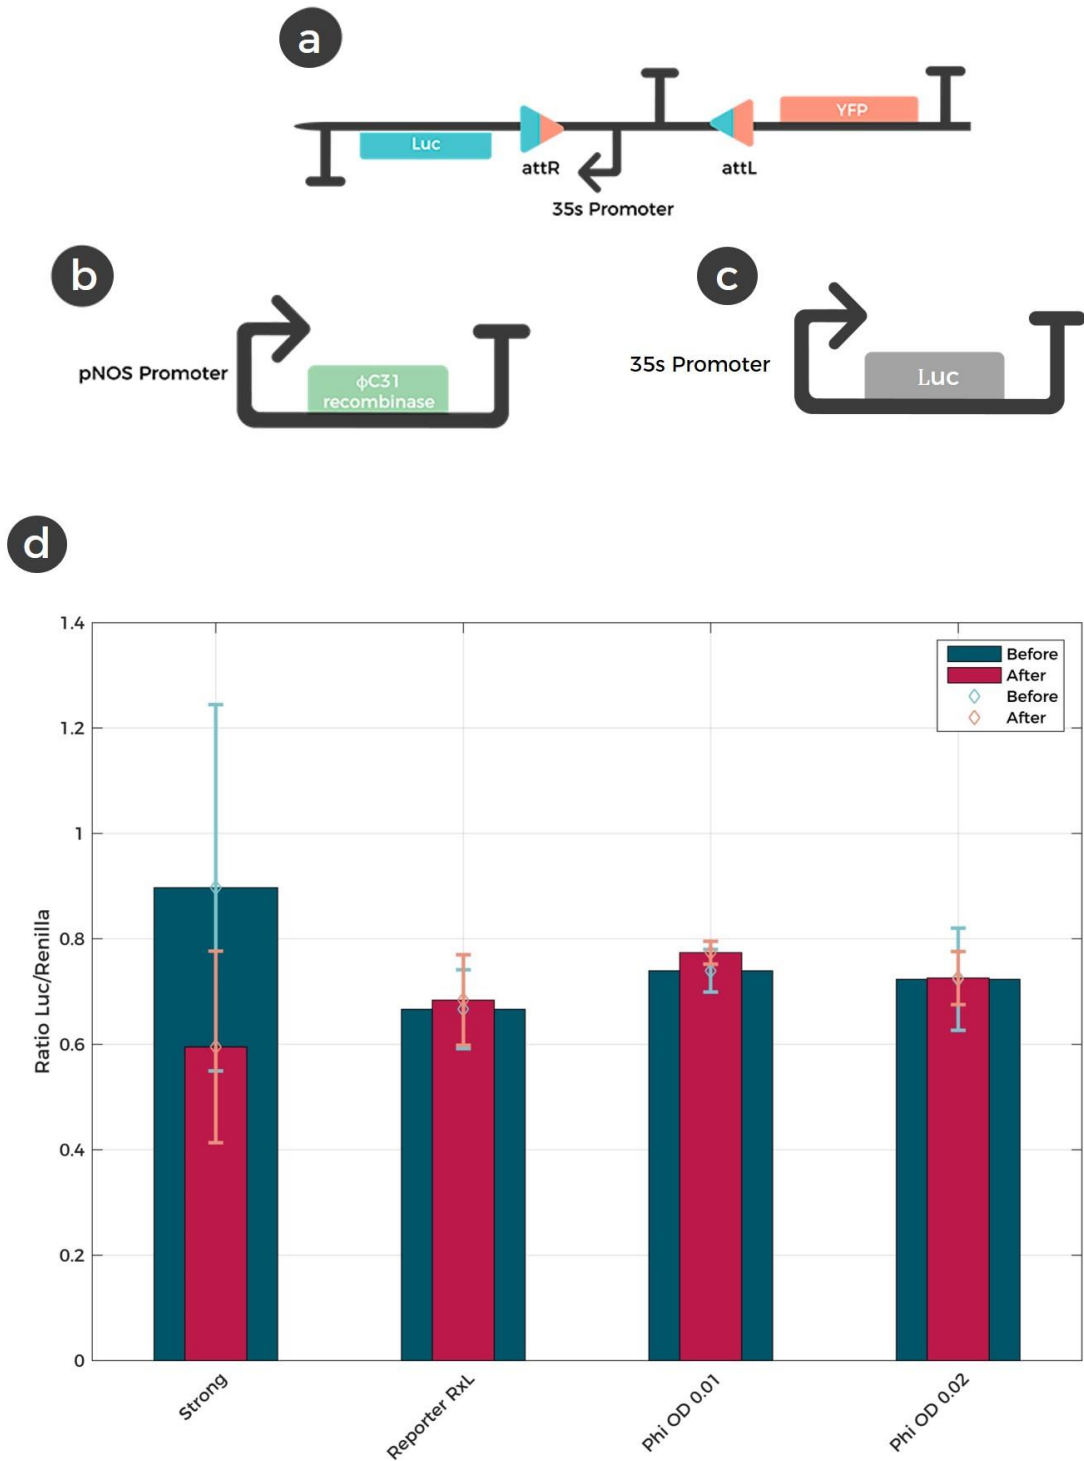 a
YFP
Luc
attR
attL
35s Promoter
b
c
pNOS Promoter
ϕC31
recombinase
35s Promoter
Luc
d
1.4
1.2
1
0.8
0.6
0.4
0.2
0
Ratio Luc/Renilla
Before
After
Before
After
Strong
Reporter RxL
Phi OD 0.01
Phi OD 0.02